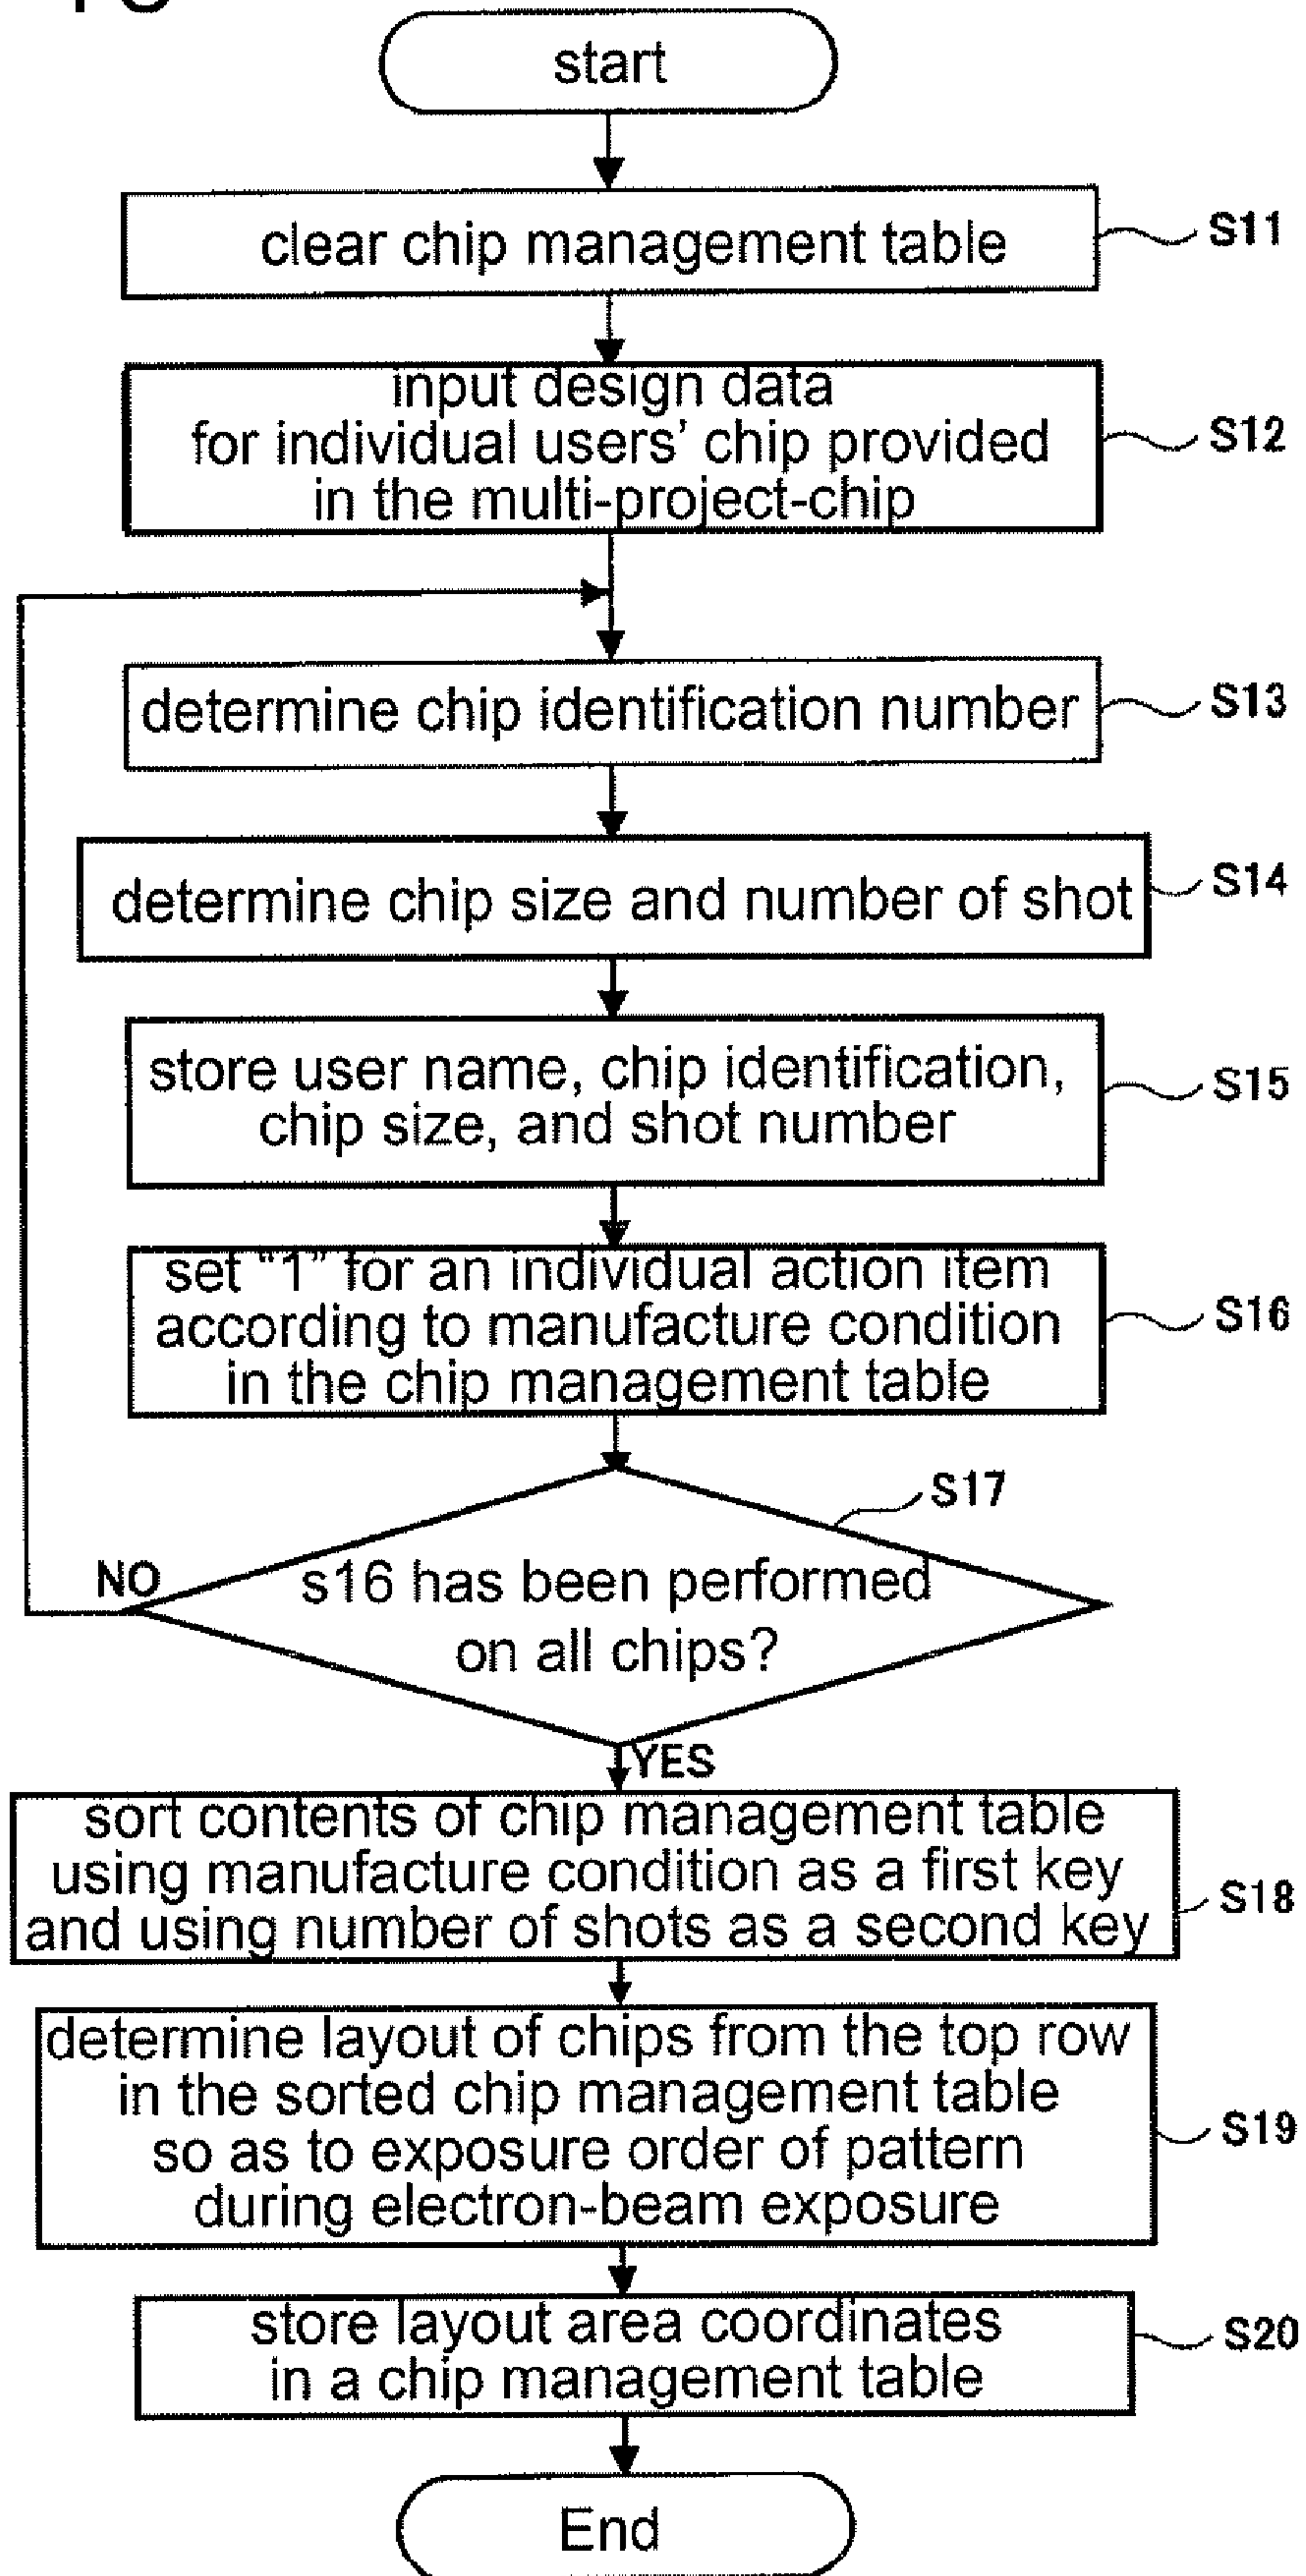 start
clear chip management table
S11
input design data
for individual users' chip provided
in the multi-project-chip
S12
determine chip identification number
S13
determine chip size and number of shot
S14
store user name, chip identification,
chip size, and shot number
S15
set "1" for an individual action item
according to manufacture condition
in the chip management table
S16
S17
s16 has been performed
on all chips?
NO
YES
sort contents of chip management table
using manufacture condition as a first key
and using number of shots as a second key
S18
determine layout of chips from the top row
in the sorted chip management table
so as to exposure order of pattern
during electron-beam exposure
S19
store layout area coordinates
in a chip management table
S20
End